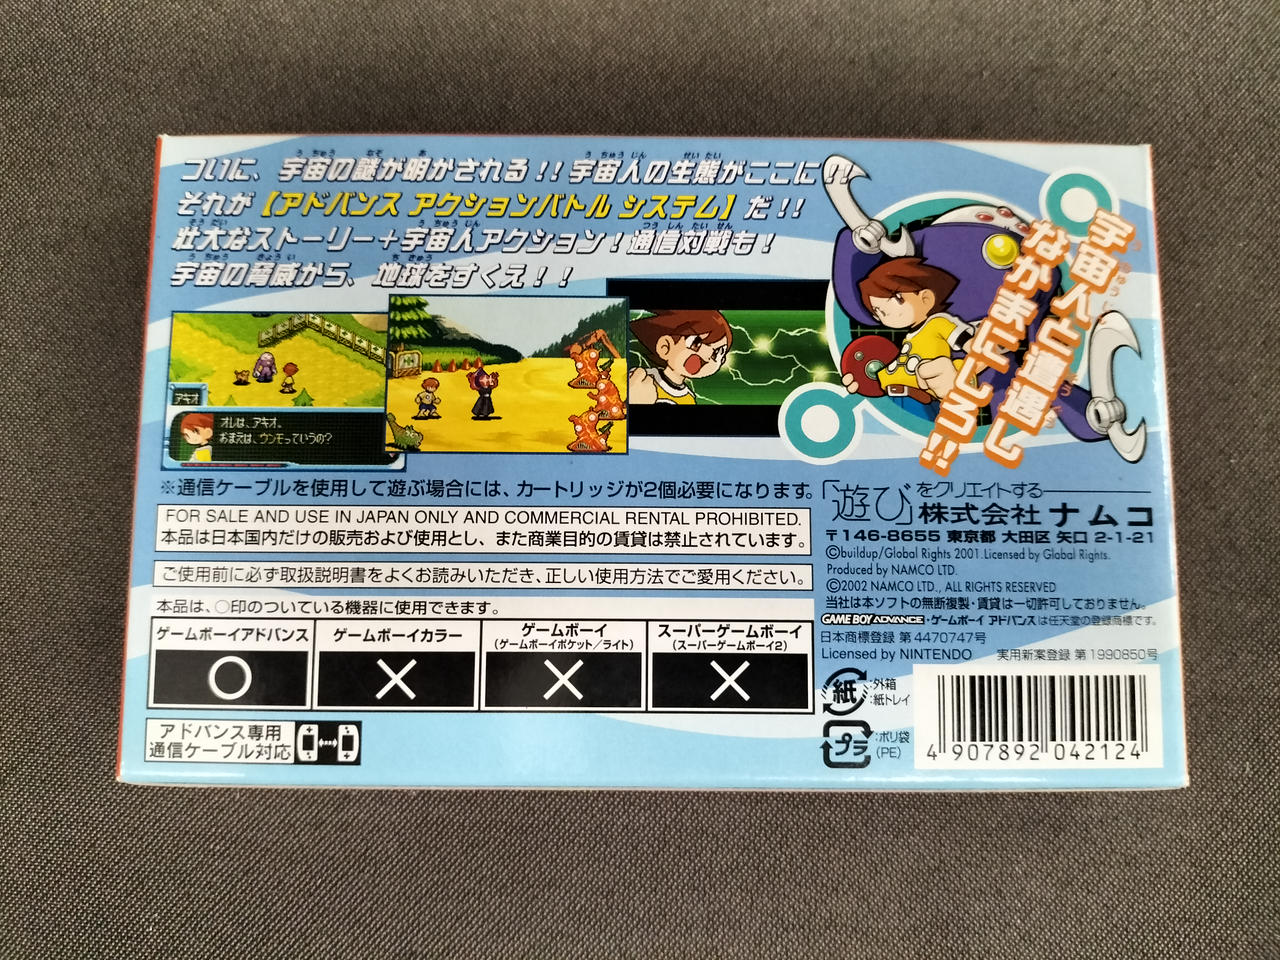 ついに、宇宙の謎が明かされる!!宇宙人の生態がここに!!
それが【アドバンス アクションバトル システム】だ!!
壮大なストーリー+宇宙人アクション!通信対戦も!
宇宙の脅威から、地球をすくえ!!
宇宙人と遭遇し
なかまにしろ!!
アキオ
オレは、アキオ。
おまえは、ウンモっていうの?
※通信ケーブルを使用して遊ぶ場合には、カートリッジが2個必要になります。
FOR SALE AND USE IN JAPAN ONLY AND COMMERCIAL RENTAL PROHIBITED.
本品は日本国内だけの販売および使用とし、また商業目的の賃貸は禁止されています。
ご使用前に必ず取扱説明書をよくお読みいただき、正しい使用方法でご愛用ください。
本品は、○印のついている機器に使用できます。
ゲームボーイアドバンス
ゲームボーイカラー
ゲームボーイ
(ゲームボーイポケット/ライト)
スーパーゲームボーイ
(スーパーゲームボーイ2)
○ × × ×
アドバンス専用
通信ケーブル対応
「遊び」をクリエイトする
株式会社ナムコ
〒146-8655 東京都 大田区 矢口 2-1-21
©buildup/Global Rights 2001.Licensed by Global Rights.
Produced by NAMCO LTD.
©2002 NAMCO LTD., ALL RIGHTS RESERVED
当社は本ソフトの無断複製・賃貸は一切許可しておりません。
GAME BOY ADVANCE・ゲームボーイ アドバンスは任天堂の登録商標です。
日本商標登録 第4470747号
Licensed by NINTENDO
実用新案登録 第1990850号
紙
:外箱
:紙トレイ
プラ
:ポリ袋
(PE)
4 907892 042124